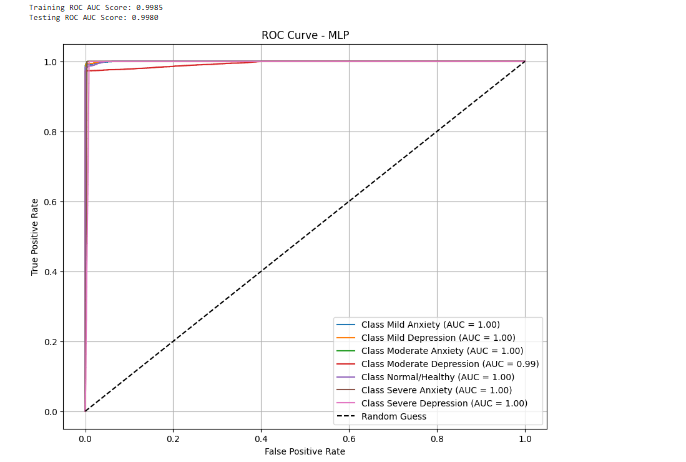 Training ROC AUC Score: 0.9985
Testing ROC AUC Score: 0.9980
ROC Curve - MLP
1.0
0.8
0.6
0.4
0.2
0.0
True Positive Rate
Class Mild Anxiety (AUC = 1.00)
Class Mild Depression (AUC = 1.00)
Class Moderate Anxiety (AUC = 1.00)
Class Moderate Depression (AUC = 0.99)
Class Normal/Healthy (AUC = 1.00)
Class Severe Anxiety (AUC = 1.00)
Class Severe Depression (AUC = 1.00)
Random Guess
0.0 0.2 0.4 0.6 0.8 1.0
False Positive Rate